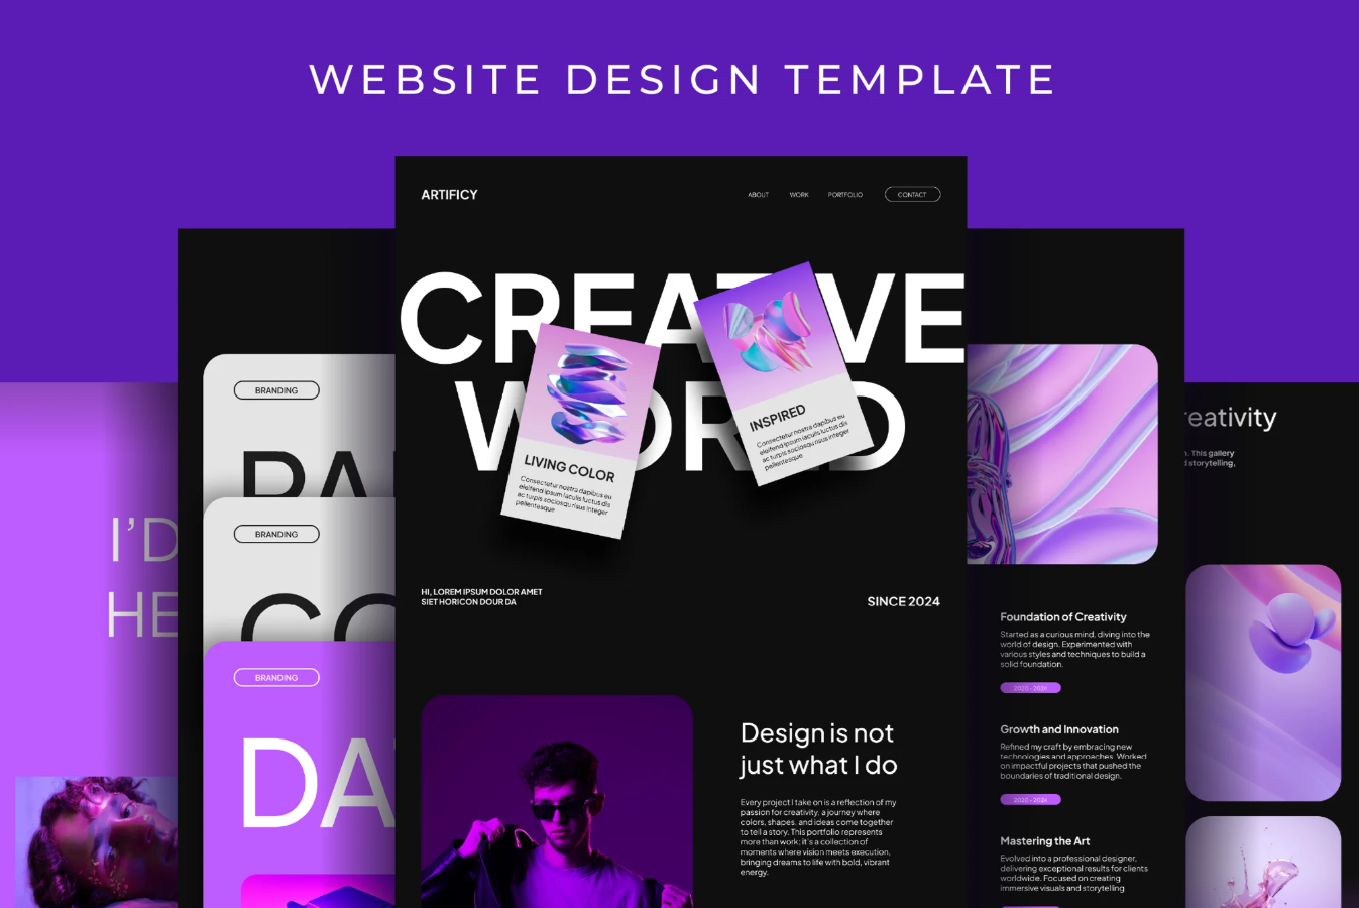 WEBSITE DESIGN TEMPLATE
ARTIFICY
ABOUT
WORK
PORTFOLIO
CONTACT
CREATIVE
WORLD
LIVING COLOR
Consectetur nostra dapibus eu
eleifend ipsum iaculis luctus dis
ac turpis sociosqu risus integer
pellentesque
INSPIRED
Consectetur nostra dapibus eu
eleifend ipsum iaculis luctus dis
ac turpis sociosqu risus integer
pellentesque
HI, LOREM IPSUM DOLOR AMET
SIET HORICON DOUR DA
SINCE 2024
Design is not
just what I do
Every project I take on is a reflection of my
passion for creativity, a journey where
colors, shapes, and ideas come together
to tell a story. This portfolio represents
more than work; it's a collection of
moments where vision meets execution,
bringing dreams to life with bold, vibrant
energy.
BRANDING
BRANDING
CO
BRANDING
DA
I'D
HE
Foundation of Creativity
Started as a curious mind, diving into the
world of design. Experimented with
various styles and techniques to build a
solid foundation.
2020 - 2024
Growth and Innovation
Refined my craft by embracing new
technologies and approaches. Worked
on impactful projects that pushed the
boundaries of traditional design.
2020 - 2024
Mastering the Art
Evolved into a professional designer,
delivering exceptional results for clients
worldwide. Focused on creating
immersive visuals and storytelling
reativity
. This gallery
d storytelling,